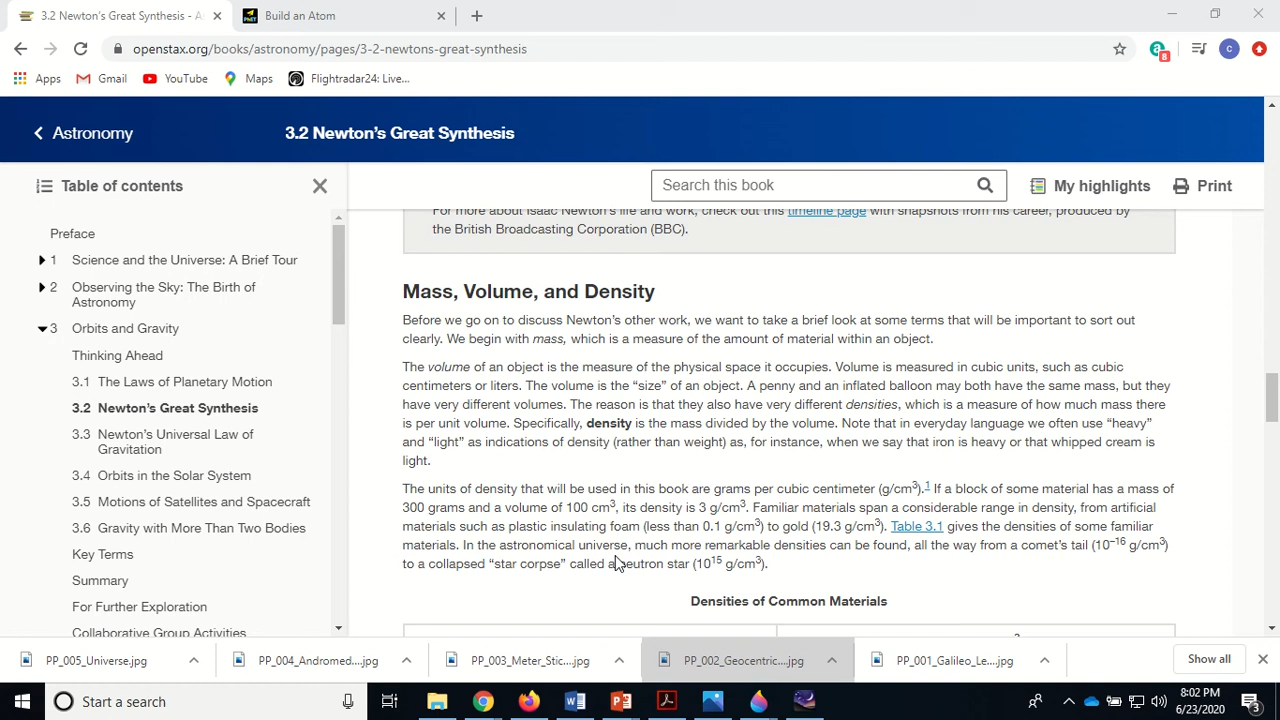 3.2 Newton's Great Synthesis - A
Build an Atom
openstax.org/books/astronomy/pages/3-2-newtons-great-synthesis
8
c
Apps
Gmail
YouTube
Maps
Flightradar24: Live...
Astronomy
3.2 Newton's Great Synthesis
Table of contents
Search this book
My highlights
Print
Preface
1 Science and the Universe: A Brief Tour
2 Observing the Sky: The Birth of
Astronomy
3 Orbits and Gravity
Thinking Ahead
3.1 The Laws of Planetary Motion
3.2 Newton's Great Synthesis
3.3 Newton's Universal Law of
Gravitation
3.4 Orbits in the Solar System
3.5 Motions of Satellites and Spacecraft
3.6 Gravity with More Than Two Bodies
Key Terms
Summary
For Further Exploration
Collaborative Group Activities
For more about Isaac Newton's life and work, check out this timeline page with snapshots from his career, produced by
the British Broadcasting Corporation (BBC).
Mass, Volume, and Density
Before we go on to discuss Newton's other work, we want to take a brief look at some terms that will be important to sort out
clearly. We begin with mass, which is a measure of the amount of material within an object.
The volume of an object is the measure of the physical space it occupies. Volume is measured in cubic units, such as cubic
centimeters or liters. The volume is the “size” of an object. A penny and an inflated balloon may both have the same mass, but they
have very different volumes. The reason is that they also have very different densities, which is a measure of how much mass there
is per unit volume. Specifically, density is the mass divided by the volume. Note that in everyday language we often use “heavy”
and “light” as indications of density (rather than weight) as, for instance, when we say that iron is heavy or that whipped cream is
light.
The units of density that will be used in this book are grams per cubic centimeter (g/cm³).¹ If a block of some material has a mass of
300 grams and a volume of 100 cm³, its density is 3 g/cm³. Familiar materials span a considerable range in density, from artificial
materials such as plastic insulating foam (less than 0.1 g/cm³) to gold (19.3 g/cm³). Table 3.1 gives the densities of some familiar
materials. In the astronomical universe, much more remarkable densities can be found, all the way from a comet's tail (10⁻¹⁶ g/cm³)
to a collapsed “star corpse” called a neutron star (10¹⁵ g/cm³).
Densities of Common Materials
PP_005_Universe.jpg
PP_004_Andromed....jpg
PP_003_Meter_Stic....jpg
PP_002_Geocentric....jpg
PP_001_Galileo_Le....jpg
Show all
Start a search
8:02 PM
6/23/2020
3